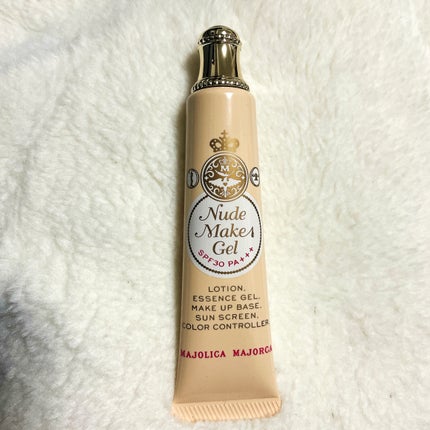 M
Nude
Make
Gel
SPF30 PA+++
LOTION,
ESSENCE GEL,
MAKE UP BASE,
SUN SCREEN,
COLOR CONTROLLER
MAJOLICA MAJORCA